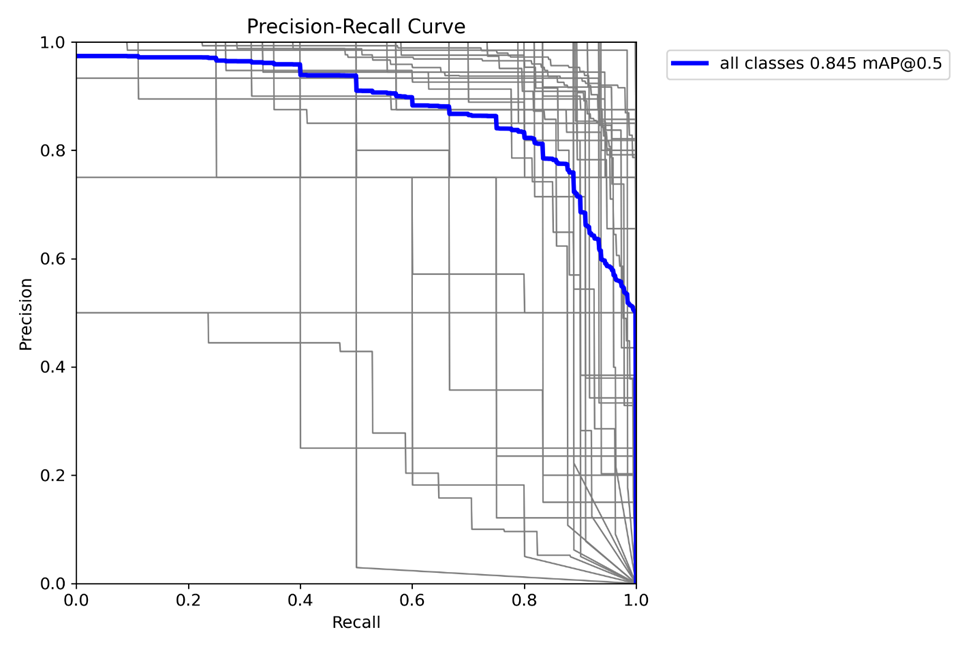 Precision-Recall Curve
all classes 0.845 mAP@0.5
1.0
0.8
0.6
0.4
0.2
0.0
Precision
0.0 0.2 0.4 0.6 0.8 1.0
Recall